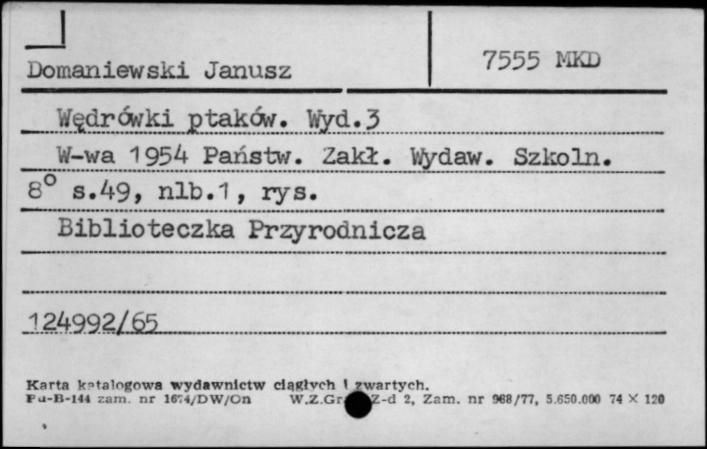 7555 MKD
Domaniewski Janusz
Wędrówki ptaków. Wyd.3
W-wa 1954 Państw. Zakł. Wydaw. Szkoln.
8° s.49, nlb.1, rys.
Biblioteczka Przyrodnicza
124992/65
Karta katalogowa wydawnictw ciągłych i zwartych.
Pu-B-144 zam. nr 1674/DW/On W.Z.Gr Z-d 2, Zam. nr 968/77, 5.650.000 74 X 120